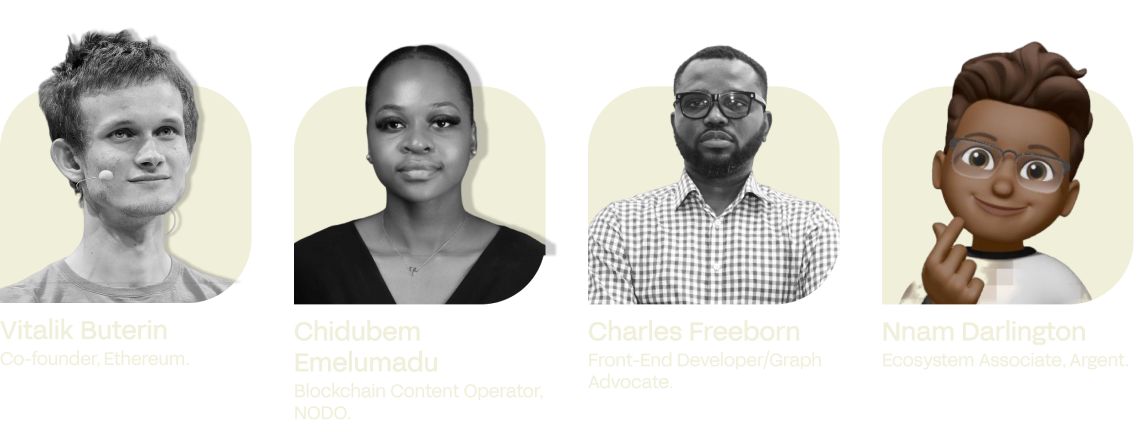 Vitalik Buterin
Co-founder, Ethereum.
Chidubem
Emelumadu
Blockchain Content Operator,
NODO.
Charles Freeborn
Front-End Developer/Graph
Advocate.
Nnam Darlington
Ecosystem Associate, Argent.